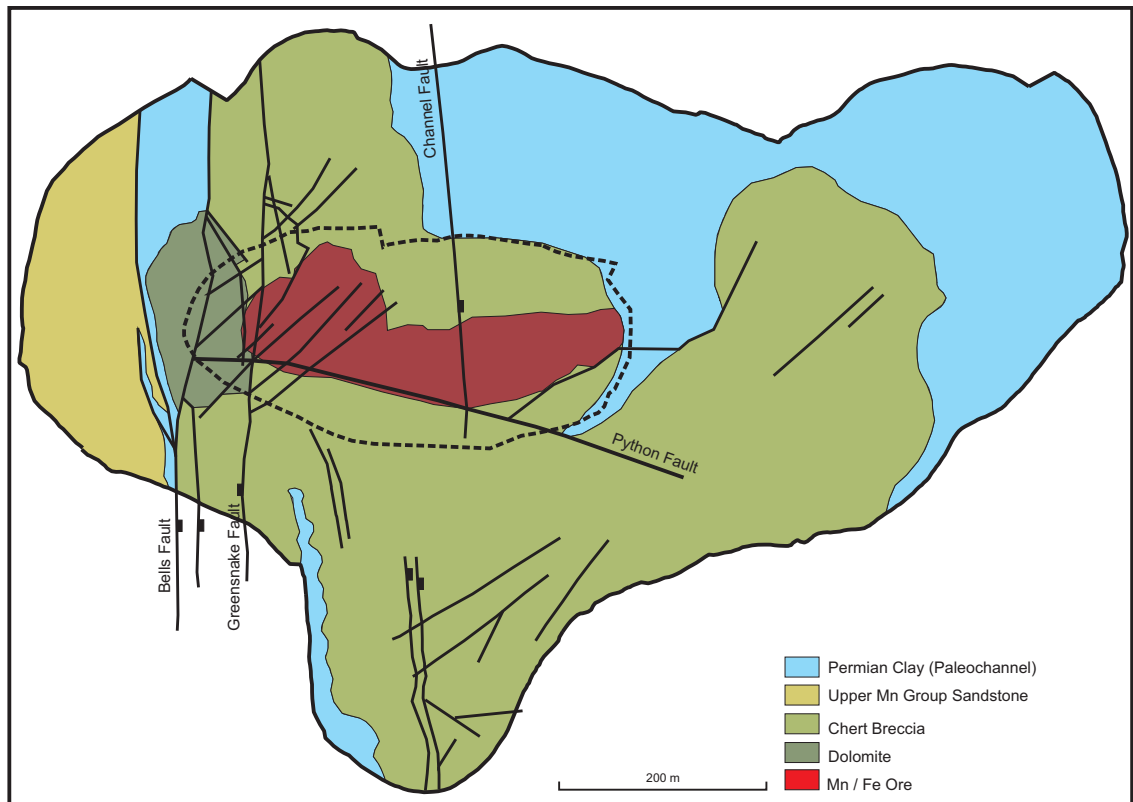 Channel Fault
Python Fault
Bells Fault
Greensnake Fault
Permian Clay (Paleochannel)
Upper Mn Group Sandstone
Chert Breccia
Dolomite
Mn / Fe Ore
200 m